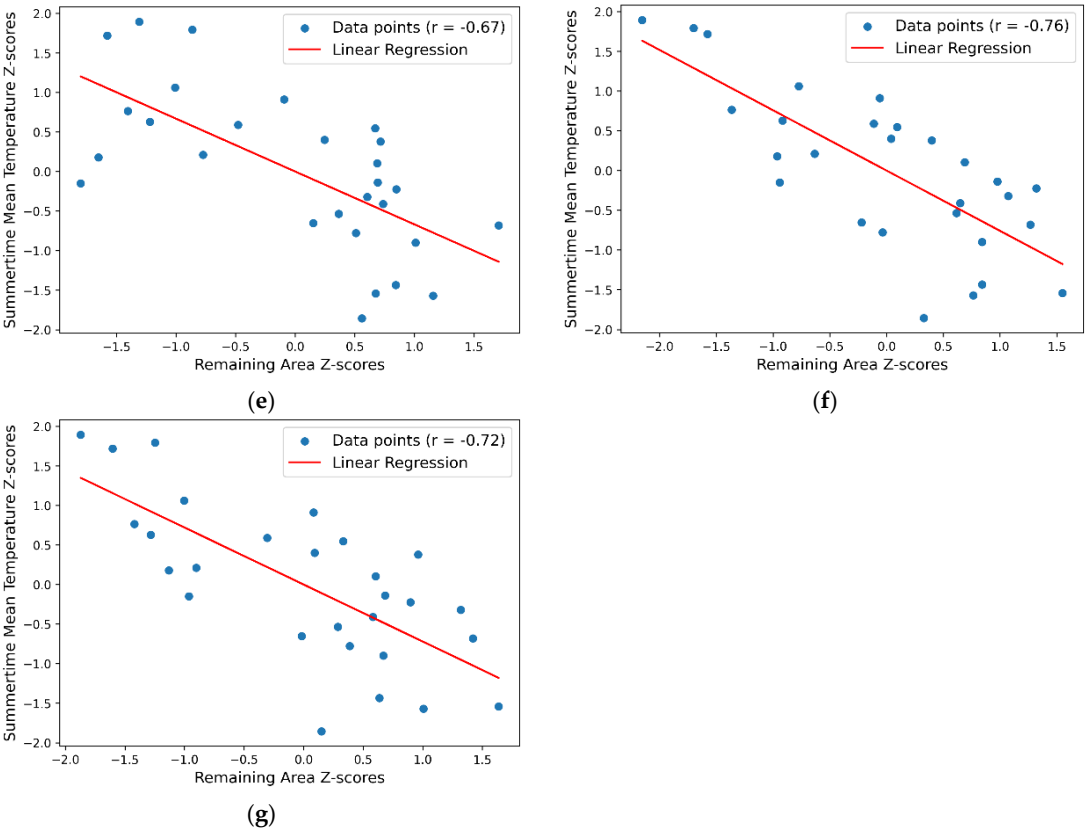 Data points (r = -0.67)
Linear Regression
2.0
1.5
1.0
0.5
0.0
−0.5
−1.0
−1.5
−2.0
Summertime Mean Temperature Z-scores
−1.5 −1.0 −0.5 0.0 0.5 1.0 1.5
Remaining Area Z-scores
(e)
Data points (r = -0.76)
Linear Regression
2.0
1.5
1.0
0.5
0.0
−0.5
−1.0
−1.5
−2.0
Summertime Mean Temperature Z-scores
−2.0 −1.5 −1.0 −0.5 0.0 0.5 1.0 1.5
Remaining Area Z-scores
(f)
Data points (r = -0.72)
Linear Regression
2.0
1.5
1.0
0.5
0.0
−0.5
−1.0
−1.5
−2.0
Summertime Mean Temperature Z-scores
−2.0 −1.5 −1.0 −0.5 0.0 0.5 1.0 1.5
Remaining Area Z-scores
(g)